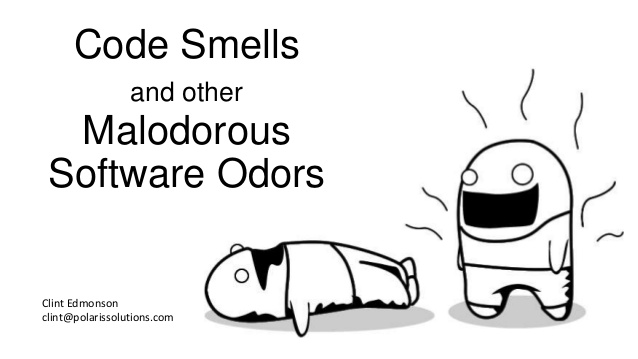 Code Smells
and other
Malodorous
Software Odors
Clint Edmonson
clint@polarissolutions.com